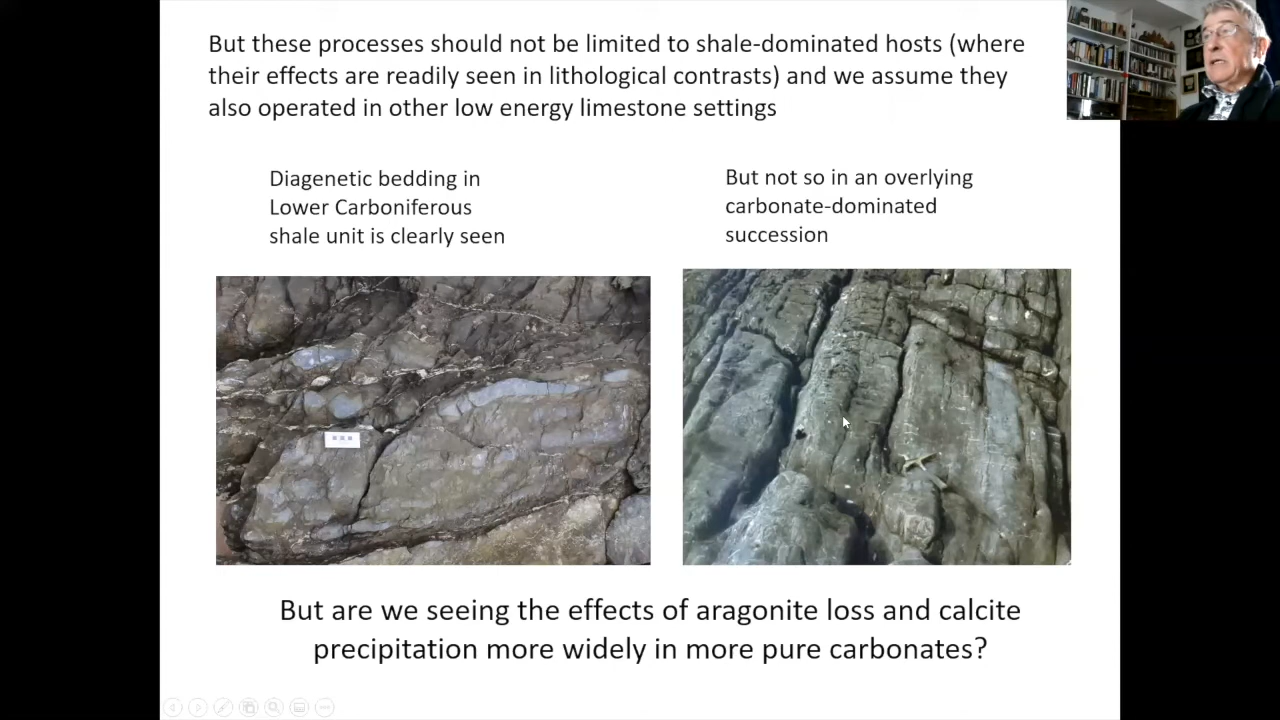 But these processes should not be limited to shale-dominated hosts (where
their effects are readily seen in lithological contrasts) and we assume they
also operated in other low energy limestone settings
Diagenetic bedding in
Lower Carboniferous
shale unit is clearly seen
But not so in an overlying
carbonate-dominated
succession
But are we seeing the effects of aragonite loss and calcite
precipitation more widely in more pure carbonates?